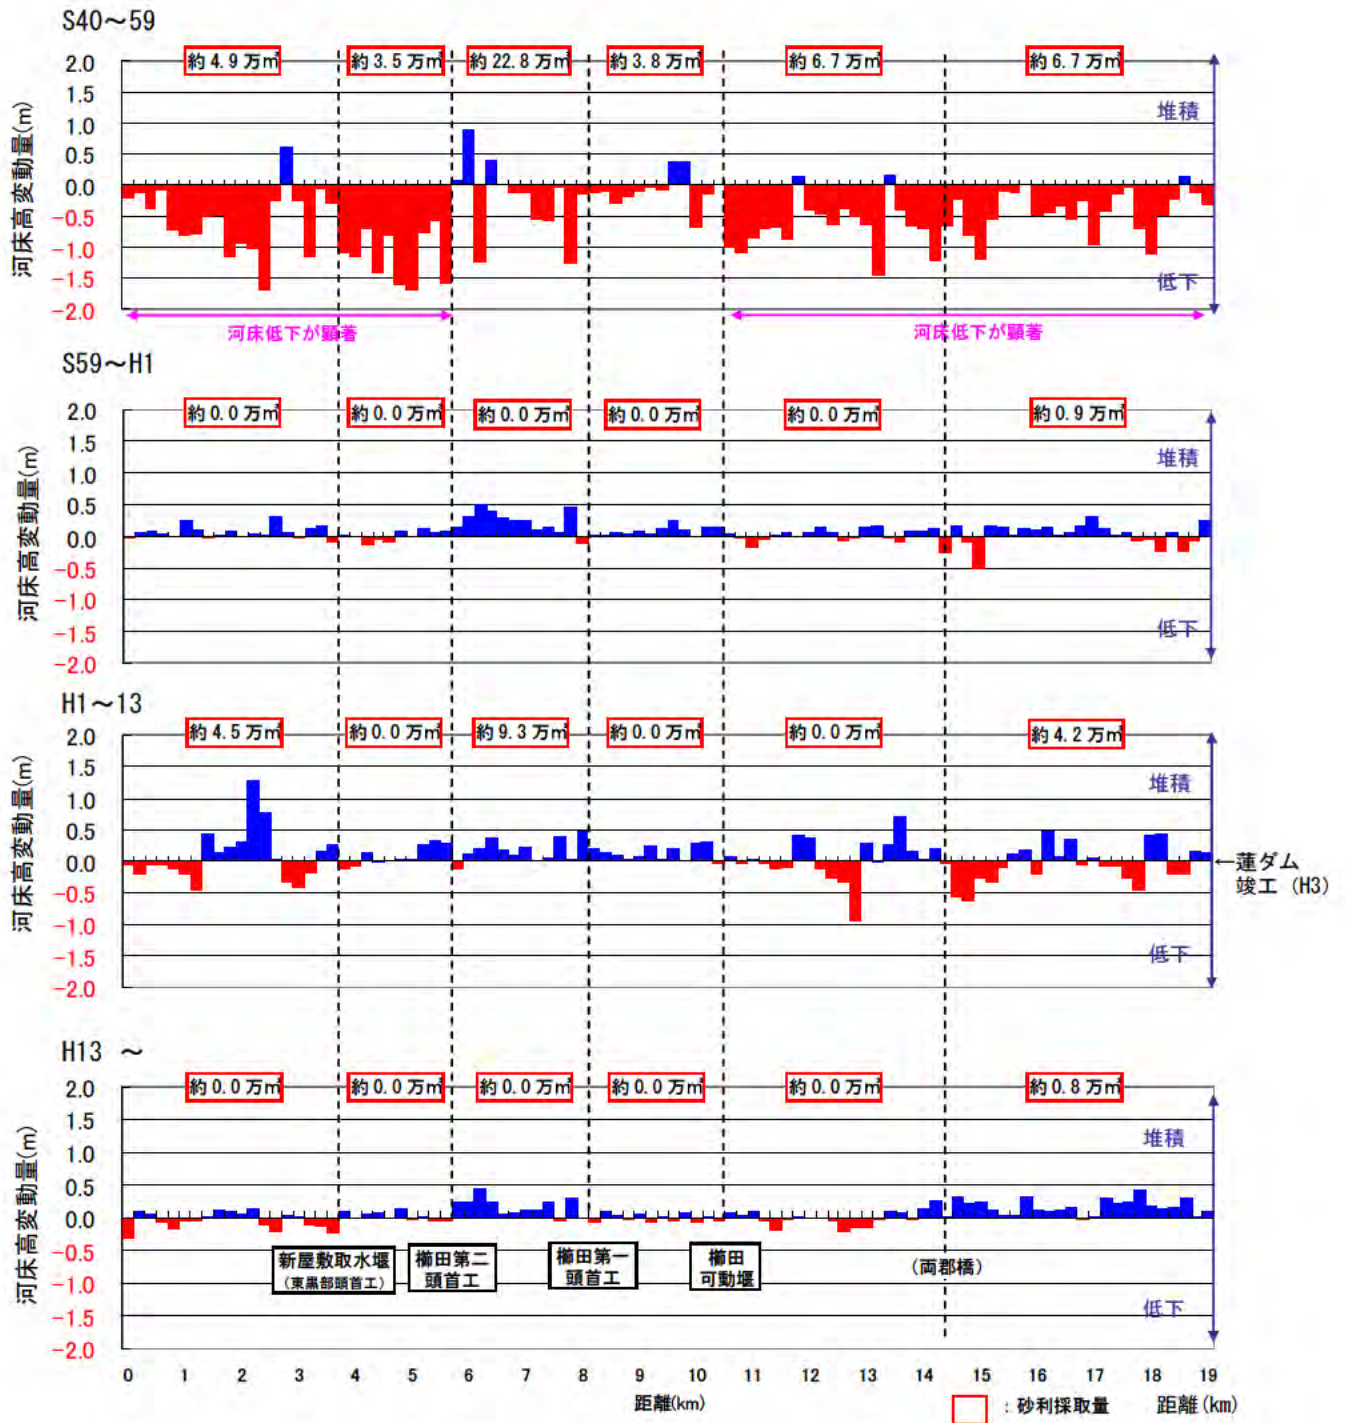 S40～59
約4.9万㎥ 約3.5万㎥ 約22.8万㎥ 約3.8万㎥ 約6.7万㎥ 約6.7万㎥
河床高変動量(m)
2.0
1.5
1.0
0.5
0.0
-0.5
-1.0
-1.5
-2.0
堆積
低下
河床低下が顕著 河床低下が顕著
S59～H1
約0.0万㎥ 約0.0万㎥ 約0.0万㎥ 約0.0万㎥ 約0.0万㎥ 約0.9万㎥
河床高変動量(m)
2.0
1.5
1.0
0.5
0.0
-0.5
-1.0
-1.5
-2.0
堆積
低下
H1～13
約4.5万㎥ 約0.0万㎥ 約9.3万㎥ 約0.0万㎥ 約0.0万㎥ 約4.2万㎥
河床高変動量(m)
2.0
1.5
1.0
0.5
0.0
-0.5
-1.0
-1.5
-2.0
堆積
低下
←蓮ダム
竣工（H3）
H13 ～
約0.0万㎥ 約0.0万㎥ 約0.0万㎥ 約0.0万㎥ 約0.0万㎥ 約0.8万㎥
河床高変動量(m)
2.0
1.5
1.0
0.5
0.0
-0.5
-1.0
-1.5
-2.0
堆積
低下
新屋敷取水堰
（東黒部頭首工）
櫛田第二
頭首工
櫛田第一
頭首工
櫛田
可動堰
（両郡橋）
0 1 2 3 4 5 6 7 8 9 10 11 12 13 14 15 16 17 18 19
距離(km)
：砂利採取量
距離(km)